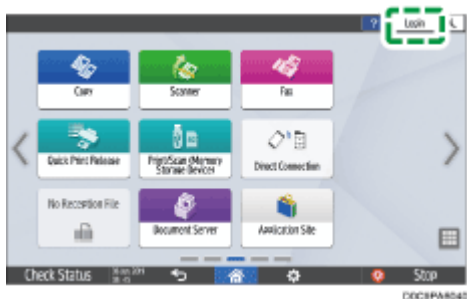 ? Login
Copy
Scanner
Fax
Quick Print Release
Print/Scan (Memory
Storage Device)
Direct Connection
No Reception File
Document Server
Application Site
Check Status
Stop